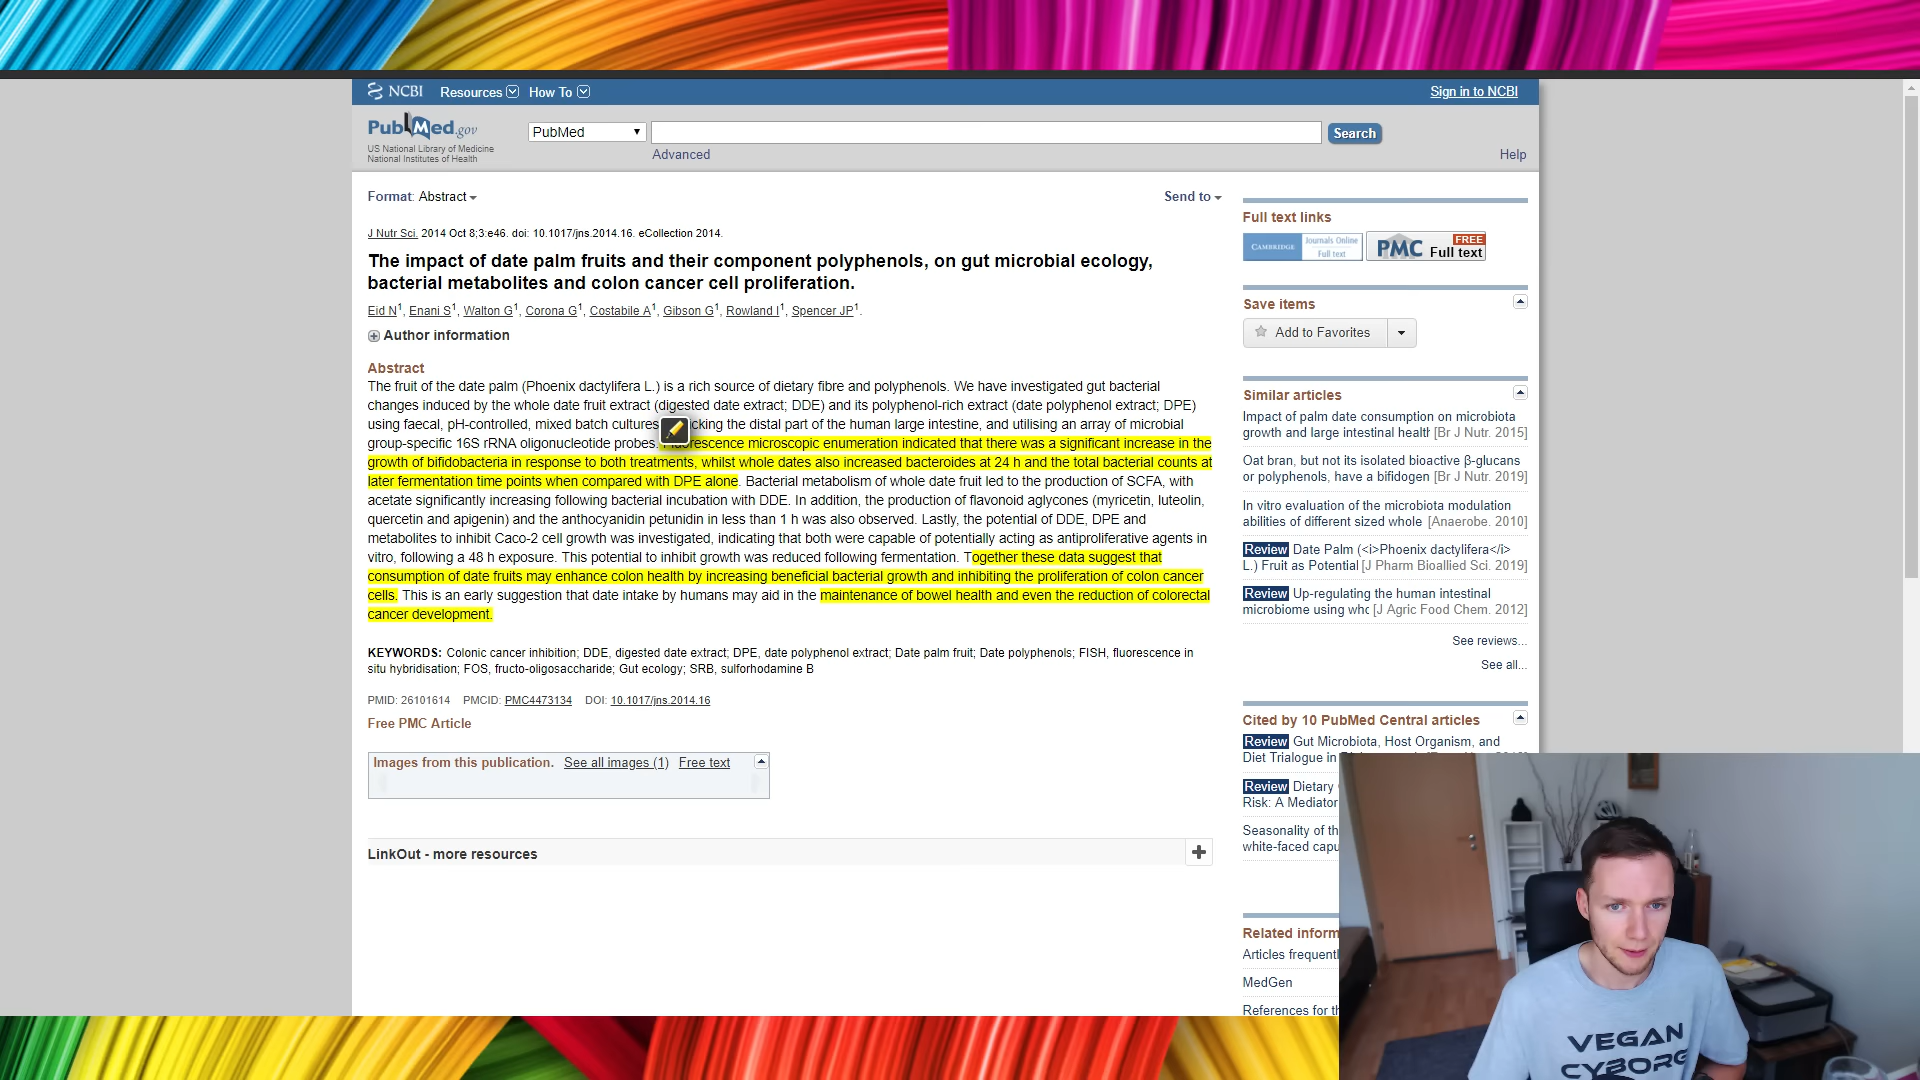 NCBI Resources How To Sign in to NCBI
PubMed.gov
US National Library of Medicine
National Institutes of Health
PubMed
Search
Advanced
Help
Format: Abstract
Send to
J Nutr Sci. 2014 Oct 8;3:e46. doi: 10.1017/jns.2014.16. eCollection 2014.
The impact of date palm fruits and their component polyphenols, on gut microbial ecology,
bacterial metabolites and colon cancer cell proliferation.
Eid N1, Enani S1, Walton G1, Corona G1, Costabile A1, Gibson G1, Rowland I1, Spencer JP1.
Author information
Abstract
The fruit of the date palm (Phoenix dactylifera L.) is a rich source of dietary fibre and polyphenols. We have investigated gut bacterial
changes induced by the whole date fruit extract (digested date extract; DDE) and its polyphenol-rich extract (date polyphenol extract; DPE)
using faecal, pH-controlled, mixed batch cultures cking the distal part of the human large intestine, and utilising an array of microbial
group-specific 16S rRNA oligonucleotide probes. rescence microscopic enumeration indicated that there was a significant increase in the
growth of bifidobacteria in response to both treatments, whilst whole dates also increased bacteroides at 24 h and the total bacterial counts at
later fermentation time points when compared with DPE alone. Bacterial metabolism of whole date fruit led to the production of SCFA, with
acetate significantly increasing following bacterial incubation with DDE. In addition, the production of flavonoid aglycones (myricetin, luteolin,
quercetin and apigenin) and the anthocyanidin petunidin in less than 1 h was also observed. Lastly, the potential of DDE, DPE and
metabolites to inhibit Caco-2 cell growth was investigated, indicating that both were capable of potentially acting as antiproliferative agents in
vitro, following a 48 h exposure. This potential to inhibit growth was reduced following fermentation. Together these data suggest that
consumption of date fruits may enhance colon health by increasing beneficial bacterial growth and inhibiting the proliferation of colon cancer
cells. This is an early suggestion that date intake by humans may aid in the maintenance of bowel health and even the reduction of colorectal
cancer development.
KEYWORDS: Colonic cancer inhibition; DDE, digested date extract; DPE, date polyphenol extract; Date palm fruit; Date polyphenols; FISH, fluorescence in
situ hybridisation; FOS, fructo-oligosaccharide; Gut ecology; SRB, sulforhodamine B
PMID: 26101614 PMCID: PMC4473134 DOI: 10.1017/jns.2014.16
Free PMC Article
Images from this publication. See all images (1) Free text
LinkOut - more resources
Full text links
CAMBRIDGE Journals Online Full text
PMC FREE Full text
Save items
Add to Favorites
Similar articles
Impact of palm date consumption on microbiota
growth and large intestinal healt [Br J Nutr. 2015]
Oat bran, but not its isolated bioactive β-glucans
or polyphenols, have a bifidogen [Br J Nutr. 2019]
In vitro evaluation of the microbiota modulation
abilities of different sized whole [Anaerobe. 2010]
Review Date Palm (<i>Phoenix dactylifera</i>
L.) Fruit as Potential [J Pharm Bioallied Sci. 2019]
Review Up-regulating the human intestinal
microbiome using whc [J Agric Food Chem. 2012]
See reviews...
See all...
Cited by 10 PubMed Central articles
Review Gut Microbiota, Host Organism, and
Diet Trialogue in
Review Dietary
Risk: A Mediator
Seasonality of th
white-faced capu
Related inform
Articles frequentl
MedGen
References for th
VEGAN
CYBORG